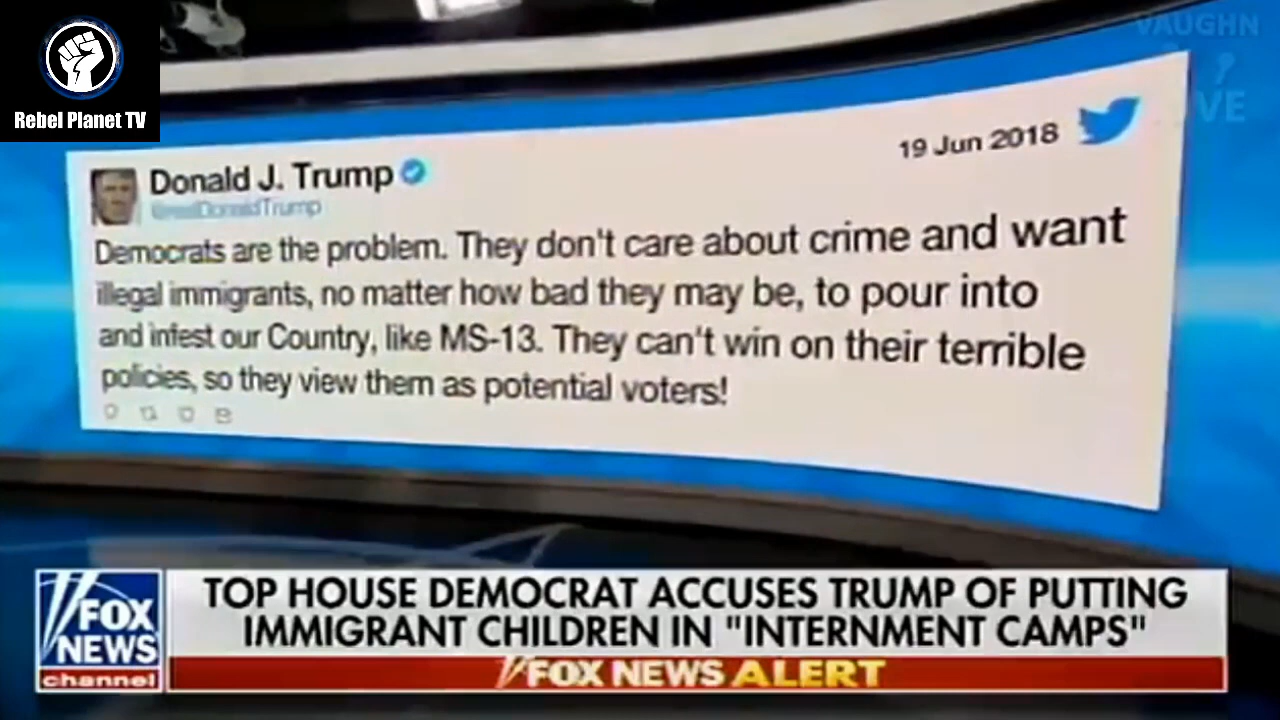 Rebel Planet TV
VAUGHN
19 Jun 2018
Donald J. Trump
@realDonaldTrump
Democrats are the problem. They don't care about crime and want
illegal immigrants, no matter how bad they may be, to pour into
and infest our Country, like MS-13. They can't win on their terrible
policies, so they view them as potential voters!
TOP HOUSE DEMOCRAT ACCUSES TRUMP OF PUTTING
IMMIGRANT CHILDREN IN "INTERNMENT CAMPS"
FOX
NEWS
channel
FOX NEWS ALERT